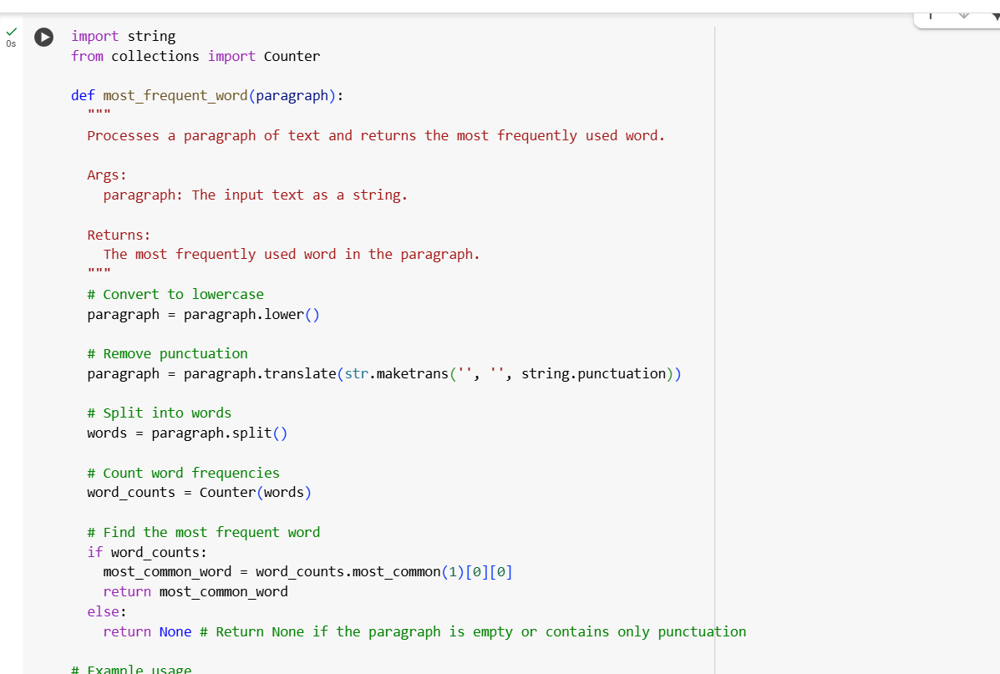 import string
from collections import Counter
def most_frequent_word(paragraph):
"""
Processes a paragraph of text and returns the most frequently used word.
Args:
paragraph: The input text as a string.
Returns:
The most frequently used word in the paragraph.
"""
# Convert to lowercase
paragraph = paragraph.lower()
# Remove punctuation
paragraph = paragraph.translate(str.maketrans('', '', string.punctuation))
# Split into words
words = paragraph.split()
# Count word frequencies
word_counts = Counter(words)
# Find the most frequent word
if word_counts:
most_common_word = word_counts.most_common(1)[0][0]
return most_common_word
else:
return None # Return None if the paragraph is empty or contains only punctuation
# Example usage
0s